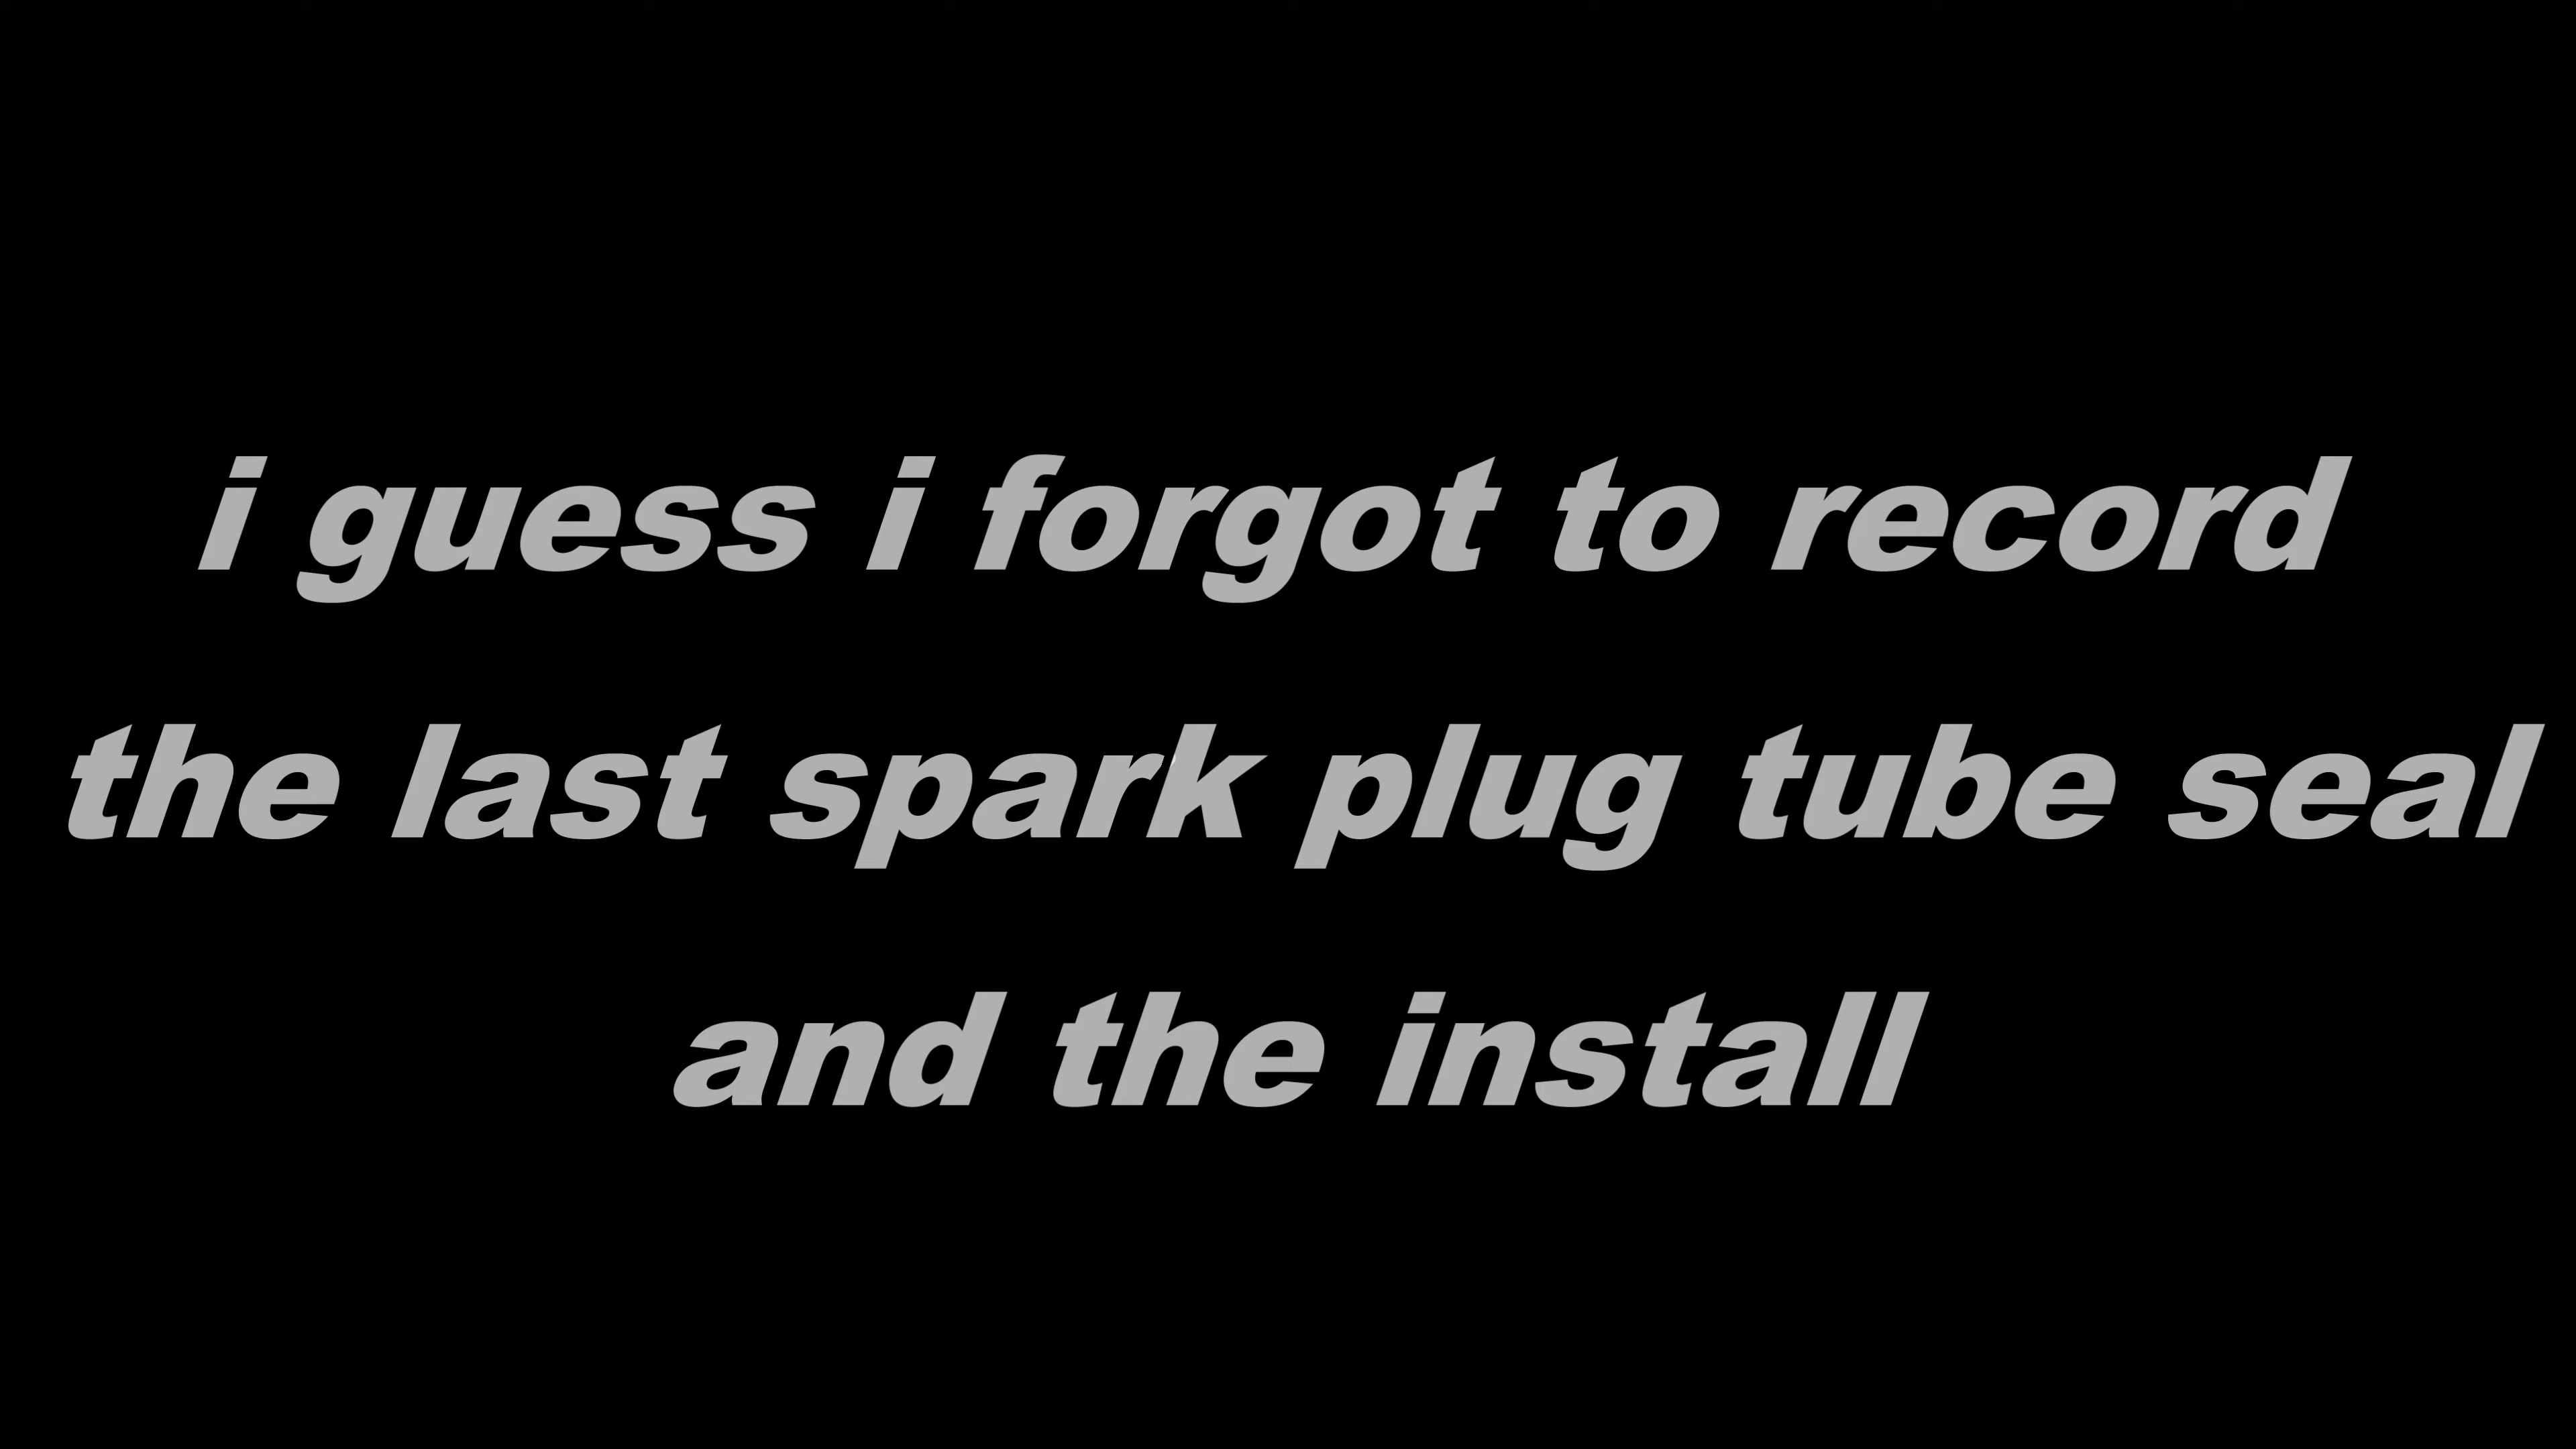 i guess i forgot to record
the last spark plug tube seal
and the install